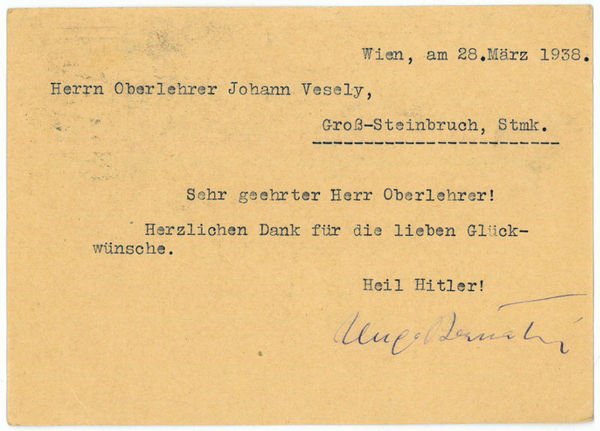 Wien, am 28.März 1938.
Herrn Oberlehrer Johann Vesely,
Groß-Steinbruch, Stmk.
Sehr geehrter Herr Oberlehrer!
Herzlichen Dank für die lieben Glück-
wünsche.
Heil Hitler!